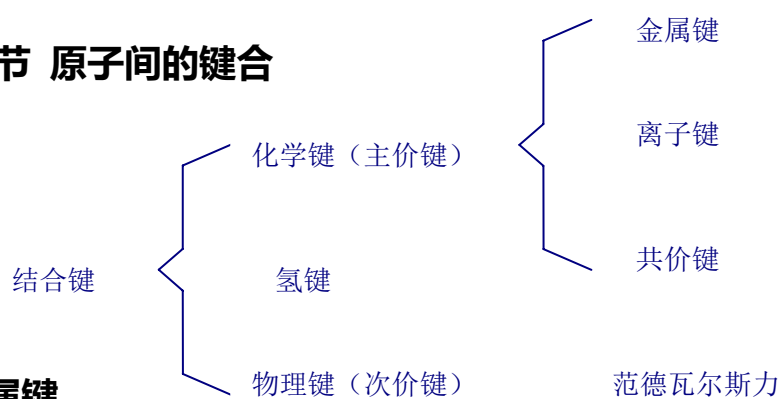 金属键
节 原子间的键合
离子键
化学键（主价键）
共价键
结合键
氢键
物理键（次价键）
范德瓦尔斯力
属键